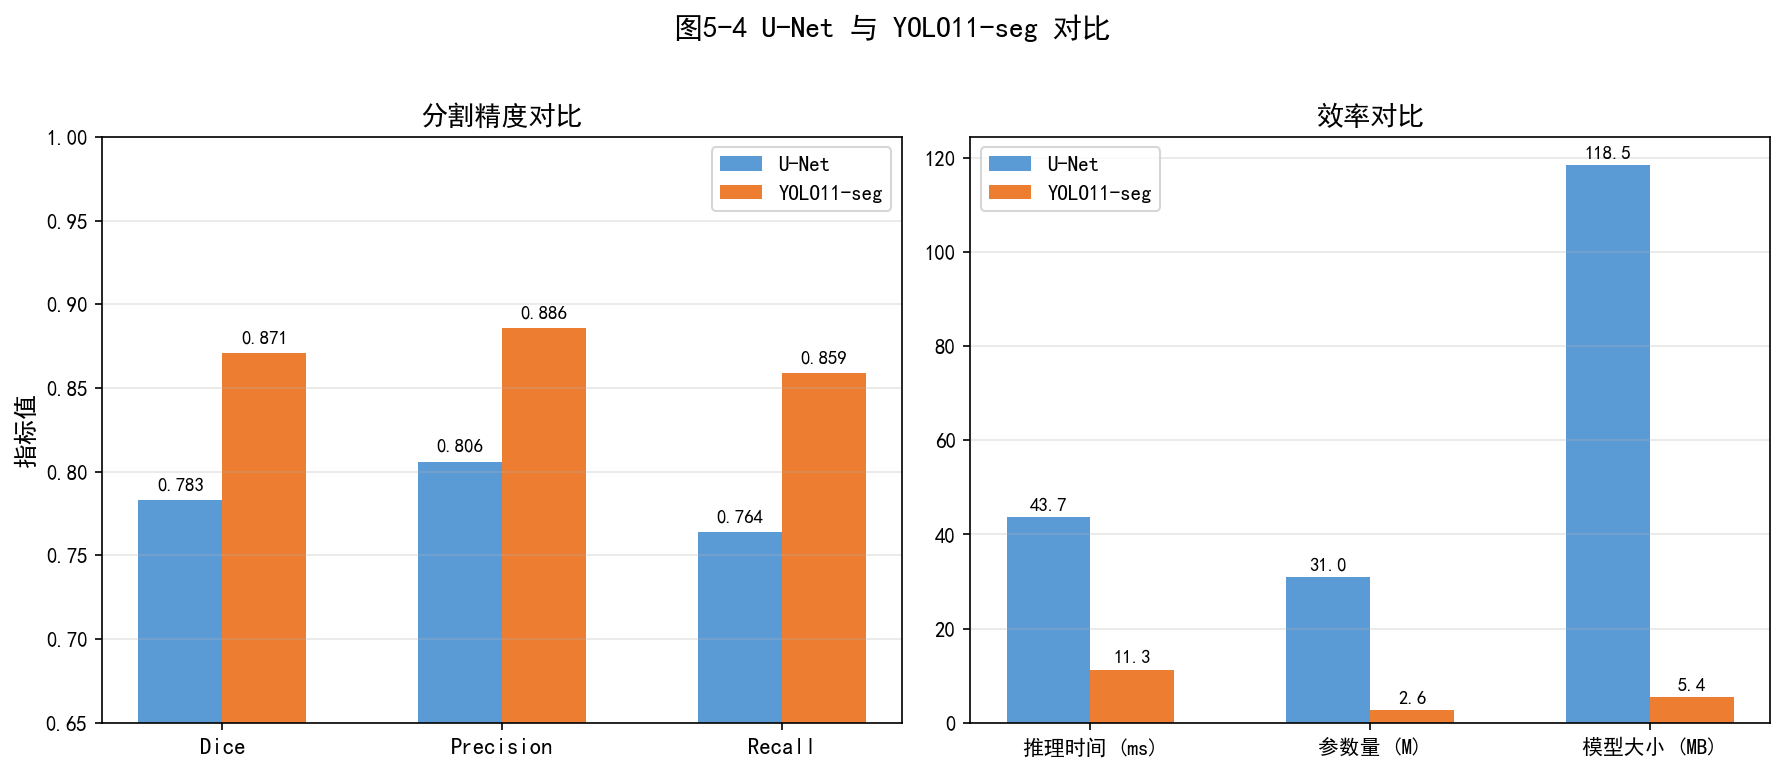 图5-4 U-Net 与 YOLO11-seg 对比
分割精度对比
指标值
1.00
0.95
0.90
0.85
0.80
0.75
0.70
0.65
U-Net
YOLO11-seg
0.783
0.871
0.806
0.886
0.764
0.859
Dice
Precision
Recall
效率对比
120
100
80
60
40
20
0
U-Net
YOLO11-seg
43.7
11.3
31.0
2.6
118.5
5.4
推理时间 (ms)
参数量 (M)
模型大小 (MB)